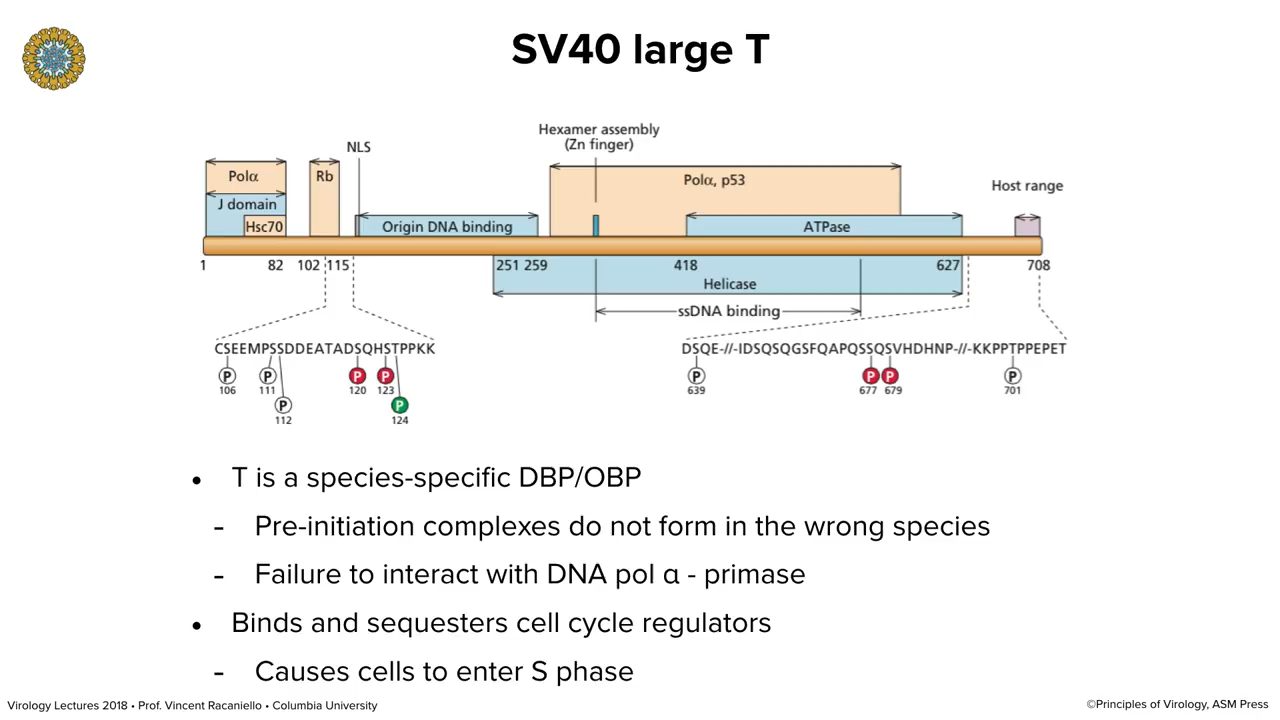 SV40 large T
Hexamer assembly
(Zn finger)
NLS
Polα
Rb
Polα, p53
Host range
J domain
Hsc70
Origin DNA binding
ATPase
1 82 102 115 251 259 418 627 708
Helicase
ssDNA binding
CSEEMPSSDDEATADSQHSTPPKK
DSQE-//-IDSQSQGSFQAPQSSQSVHDHNP-//-KKPPTPPEPET
P P P P P P P P
106 111 120 123 639 677 679 701
P P
112 124
• T is a species-specific DBP/OBP
- Pre-initiation complexes do not form in the wrong species
- Failure to interact with DNA pol α - primase
• Binds and sequesters cell cycle regulators
- Causes cells to enter S phase
Virology Lectures 2018 • Prof. Vincent Racaniello • Columbia University
©Principles of Virology, ASM Press